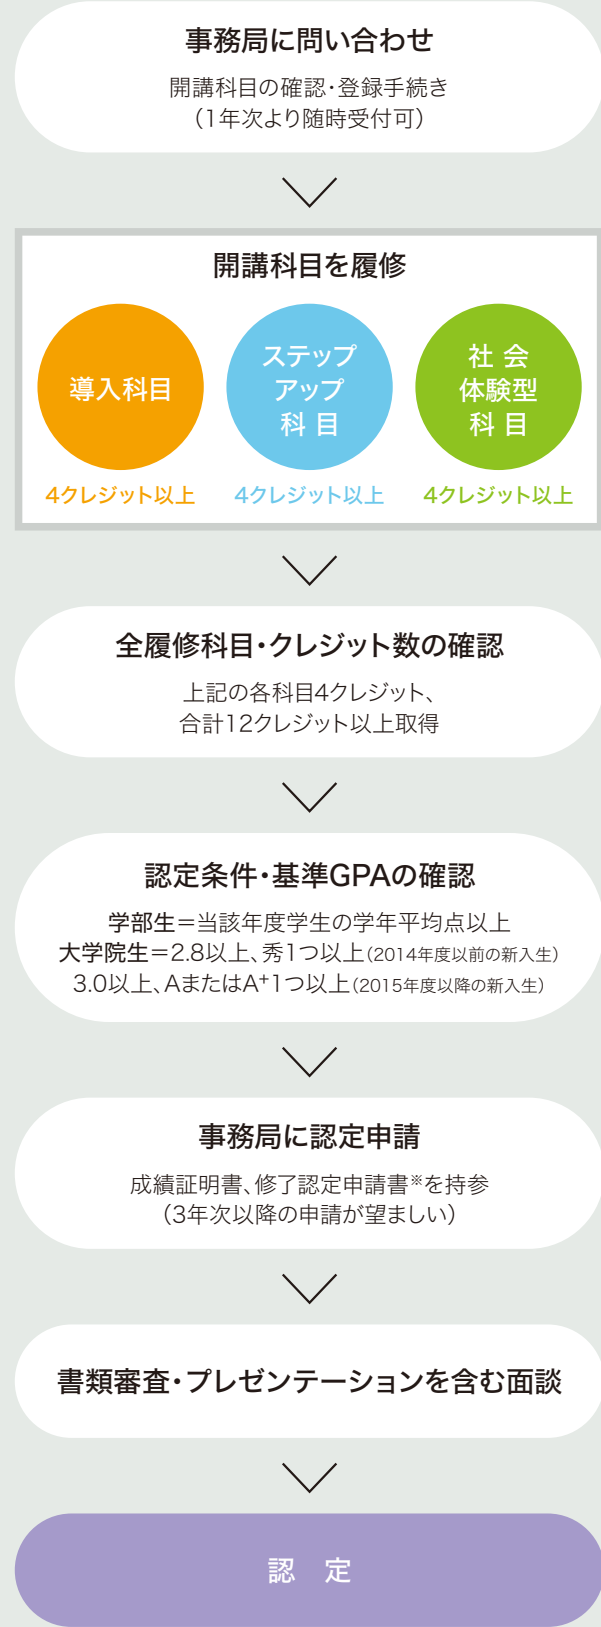 事務局に問い合わせ
開講科目の確認・登録手続き
（1年次より随時受付可）
開講科目を履修
導入科目
ステップ
アップ
科 目
社 会
体験型
科 目
4クレジット以上
4クレジット以上
4クレジット以上
全履修科目・クレジット数の確認
上記の各科目4クレジット、
合計12クレジット以上取得
認定条件・基準GPAの確認
学部生＝当該年度学生の学年平均点以上
大学院生＝2.8以上、秀1つ以上（2014年度以前の新入生）
3.0以上、AまたはA⁺1つ以上（2015年度以降の新入生）
事務局に認定申請
成績証明書、修了認定申請書※を持参
（3年次以降の申請が望ましい）
書類審査・プレゼンテーションを含む面談
認 定